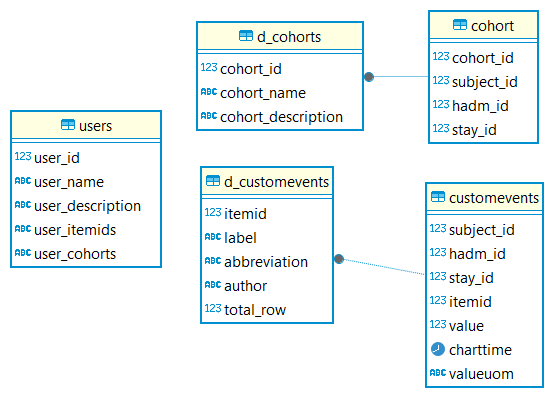 users
123 user_id
ABC user_name
ABC user_description
ABC user_itemids
ABC user_cohorts
d_cohorts
123 cohort_id
ABC cohort_name
ABC cohort_description
cohort
123 cohort_id
123 subject_id
123 hadm_id
123 stay_id
d_customevents
123 itemid
ABC label
ABC abbreviation
ABC author
123 total_row
customevents
123 subject_id
123 hadm_id
123 stay_id
123 itemid
123 value
charttime
ABC valueuom